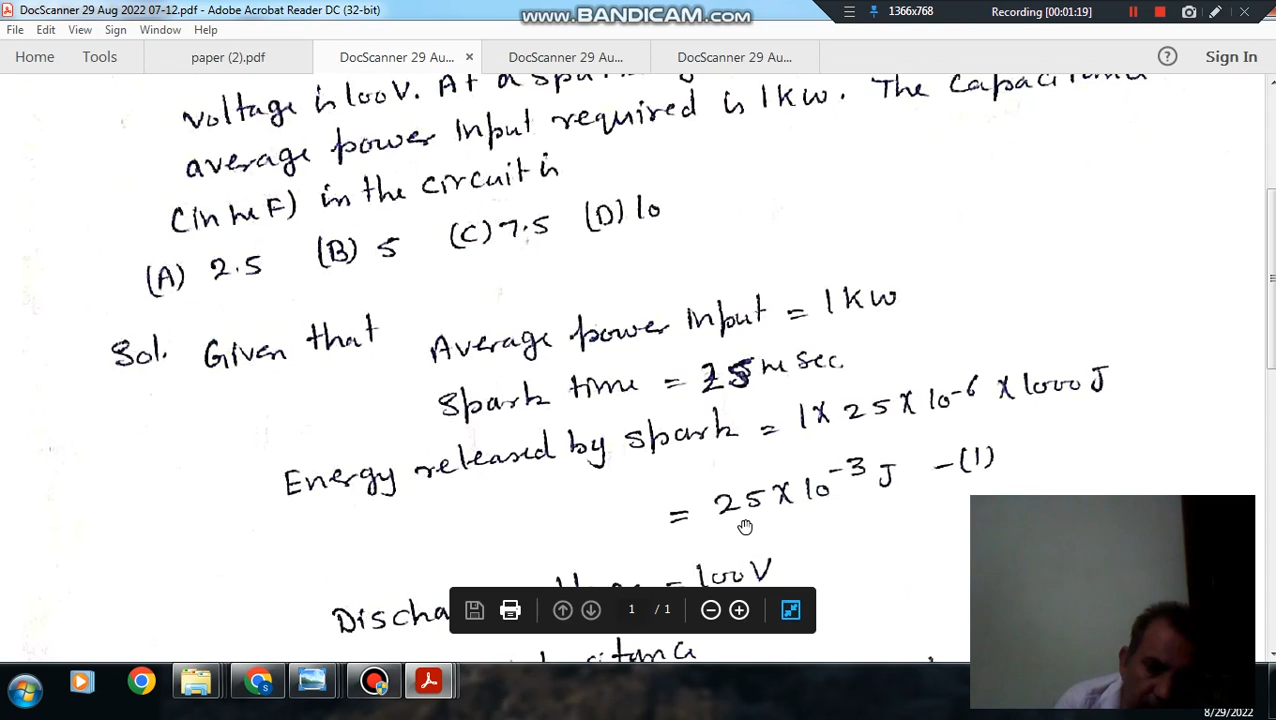 DocScanner 29 Aug 2022 07-12.pdf - Adobe Acrobat Reader DC (32-bit)
www.BANDICAM.com
1366x768
Recording [00:01:19]
File Edit View Sign Window Help
Home Tools paper (2).pdf DocScanner 29 Au... × DocScanner 29 Au... DocScanner 29 Au... Sign In
voltage is 100V. At a
average power input required is 1kw. The
C(in μF) in the circuit is
(A) 2.5 (B) 5 (C) 7.5 (D) 10
Sol. Given that Average power input = 1kw
Spark time = 25 μ sec.
Energy released by spark = 1 x 25 x 10-6 x 1000 J
= 25 x 10-3 J -(1)
= 100V
1 / 1
8/29/2022